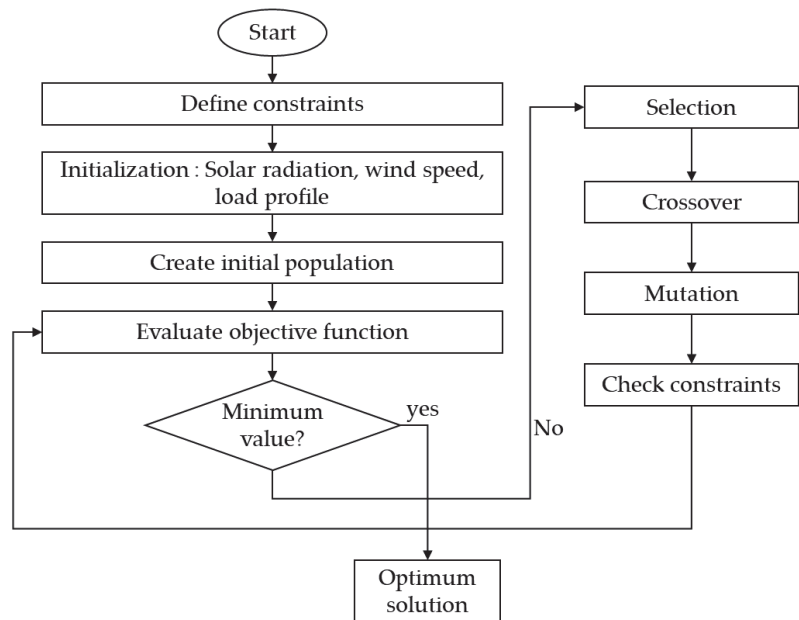 Start
Define constraints
Initialization : Solar radiation, wind speed,
load profile
Create initial population
Evaluate objective function
Minimum
value?
yes
No
Selection
Crossover
Mutation
Check constraints
Optimum
solution